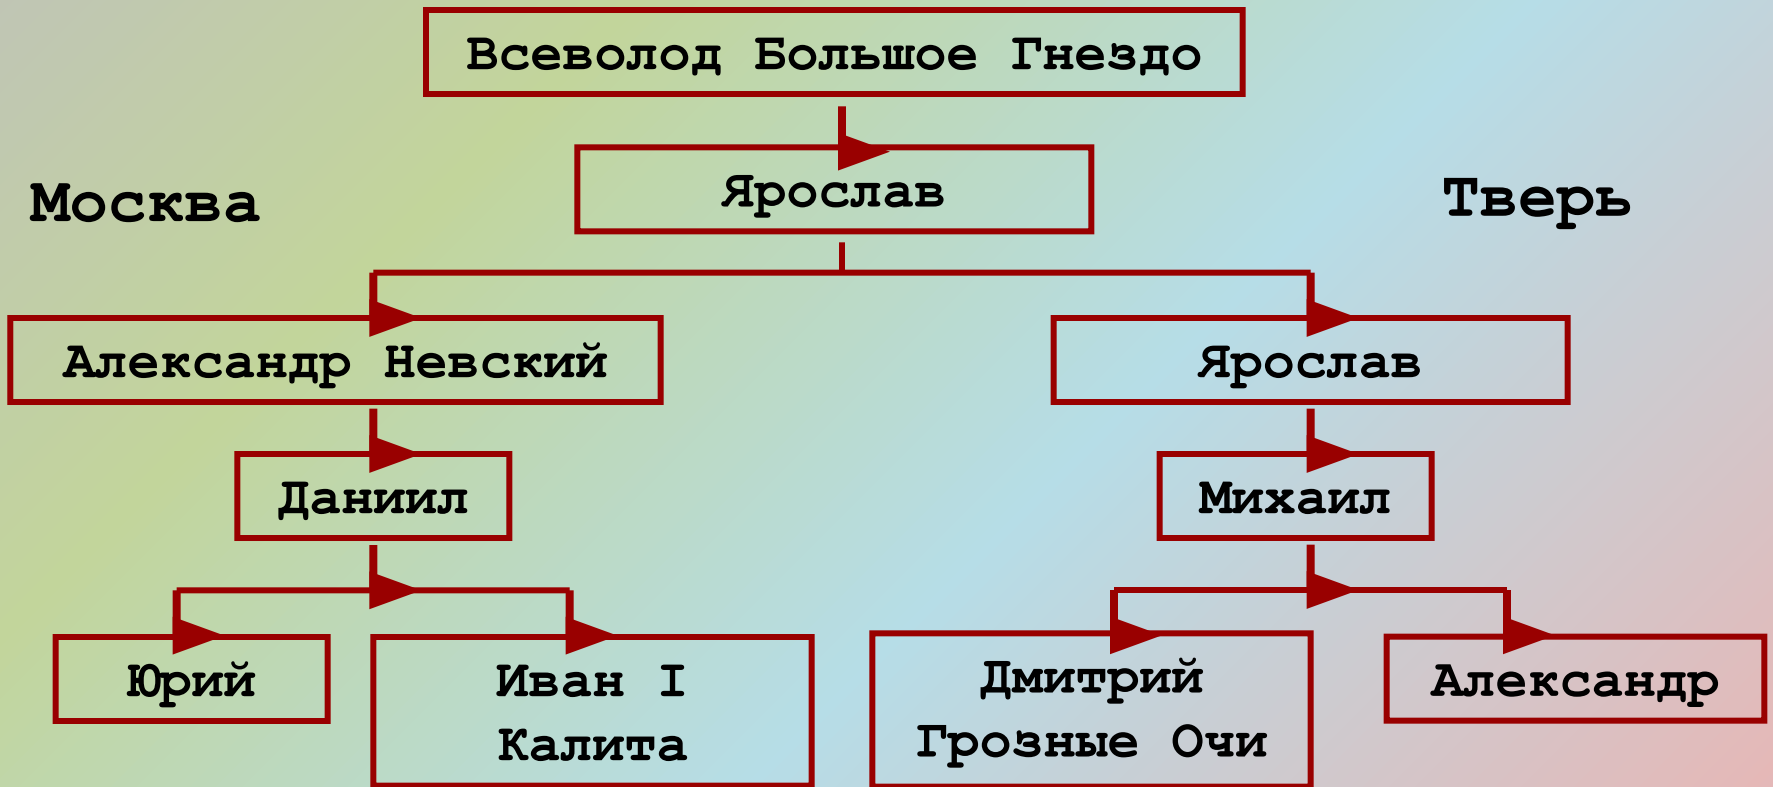 Всеволод Большое Гнездо
Ярослав
Москва
Тверь
Александр Невский
Ярослав
Даниил
Михаил
Юрий
Иван I
Калита
Дмитрий
Грозные Очи
Александр